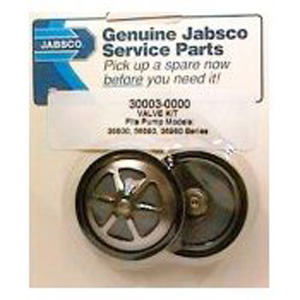 JABSCO
Genuine Jabsco
Service Parts
Pick up a spare now
before you need it!
30003-0000
VALVE KIT
Fits Pump Models:
Series